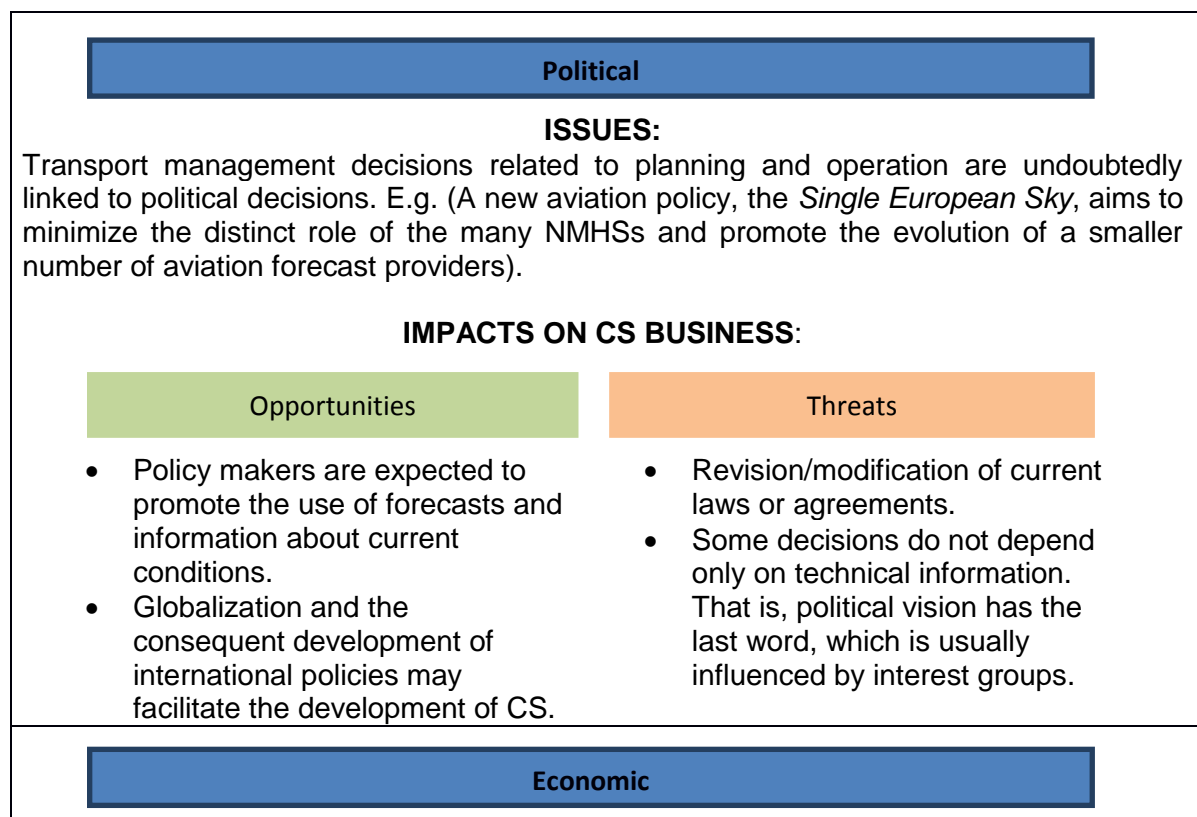 Political
ISSUES:
Transport management decisions related to planning and operation are undoubtedly
linked to political decisions. E.g. (A new aviation policy, the Single European Sky, aims to
minimize the distinct role of the many NMHSs and promote the evolution of a smaller
number of aviation forecast providers).
IMPACTS ON CS BUSINESS:
Opportunities
• Policy makers are expected to
promote the use of forecasts and
information about current
conditions.
• Globalization and the
consequent development of
international policies may
facilitate the development of CS.
Threats
• Revision/modification of current
laws or agreements.
• Some decisions do not depend
only on technical information.
That is, political vision has the
last word, which is usually
influenced by interest groups.
Economic